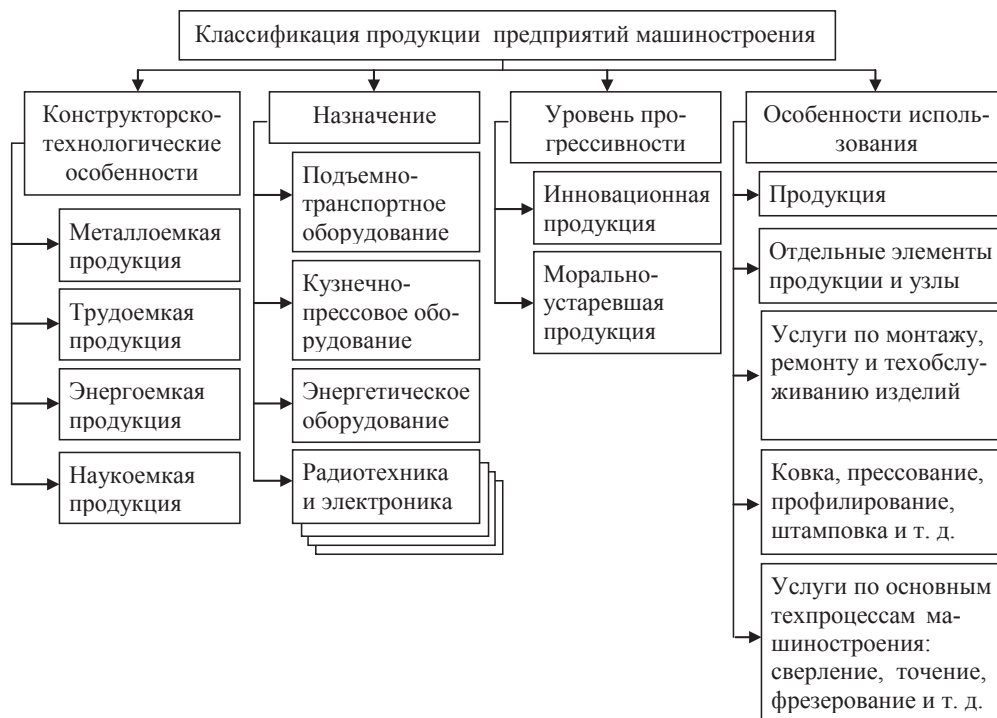 Классификация продукции предприятий машиностроения
Конструкторско-
технологические
особенности
Металлоемкая
продукция
Трудоемкая
продукция
Энергоемкая
продукция
Наукоемкая
продукция
Назначение
Подъемно-
транспортное
оборудование
Кузнечно-
прессовое обо-
рудование
Энергетическое
оборудование
Радиотехника
и электроника
Уровень про-
грессивности
Инновационная
продукция
Морально-
устаревшая
продукция
Особенности исполь-
зования
Продукция
Отдельные элементы
продукции и узлы
Услуги по монтажу,
ремонту и техобслу-
живанию изделий
Ковка, прессование,
профилирование,
штамповка и т. д.
Услуги по основным
техпроцессам ма-
шиностроения:
сверление, точение,
фрезерование и т. д.